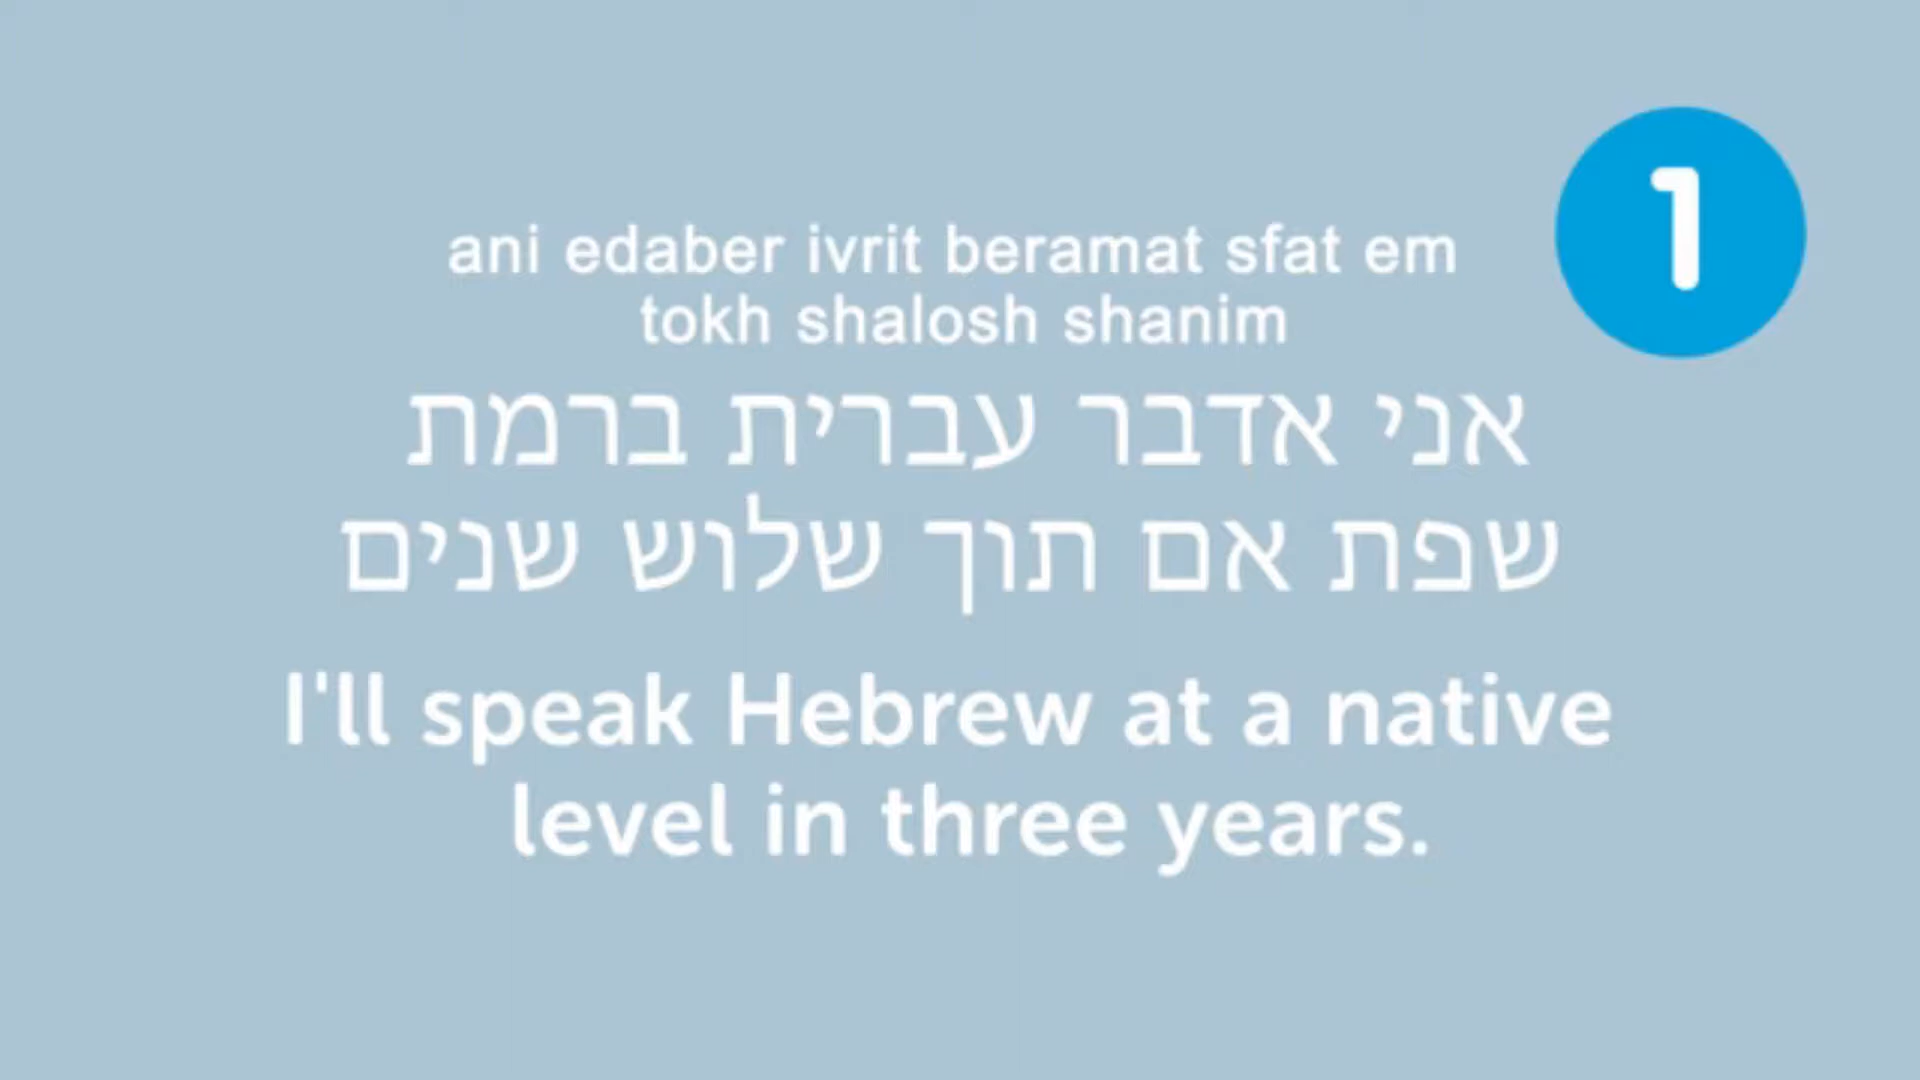 1
ani edaber ivrit beramat sfat em
tokh shalosh shanim
אני אדבר עברית ברמת
שפת אם תוך שלוש שנים
I'll speak Hebrew at a native
level in three years.